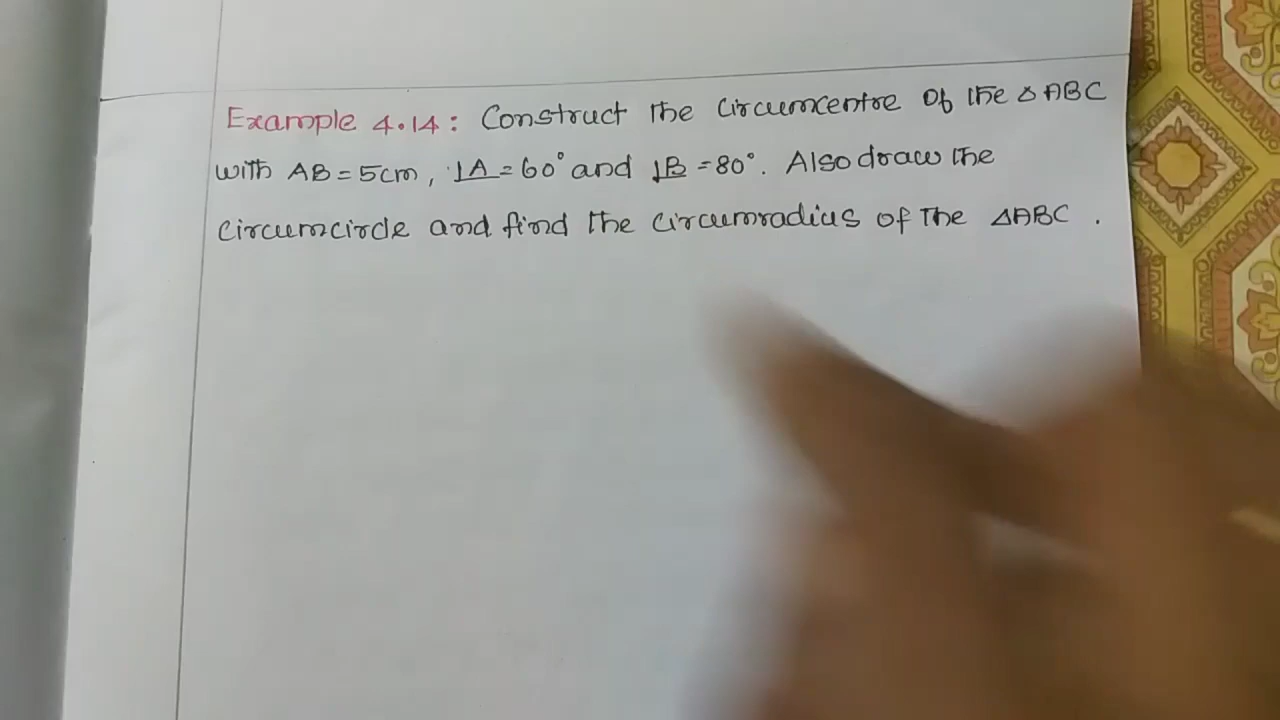 Example 4.14: Construct the circumcentre of the ∆ABC
with AB = 5cm, ∠A = 60° and ∠B = 80°. Also draw the
circumcircle and find the circumradius of the ∆ABC.